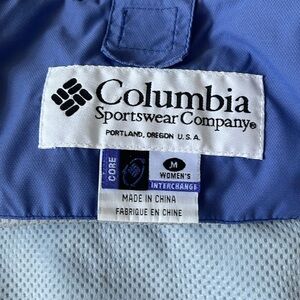 Columbia
Sportswear Company®
PORTLAND, OREGON U.S.A.
CORE
M
WOMEN'S
INTERCHANGE
MADE IN CHINA
FABRIQUE EN CHINE